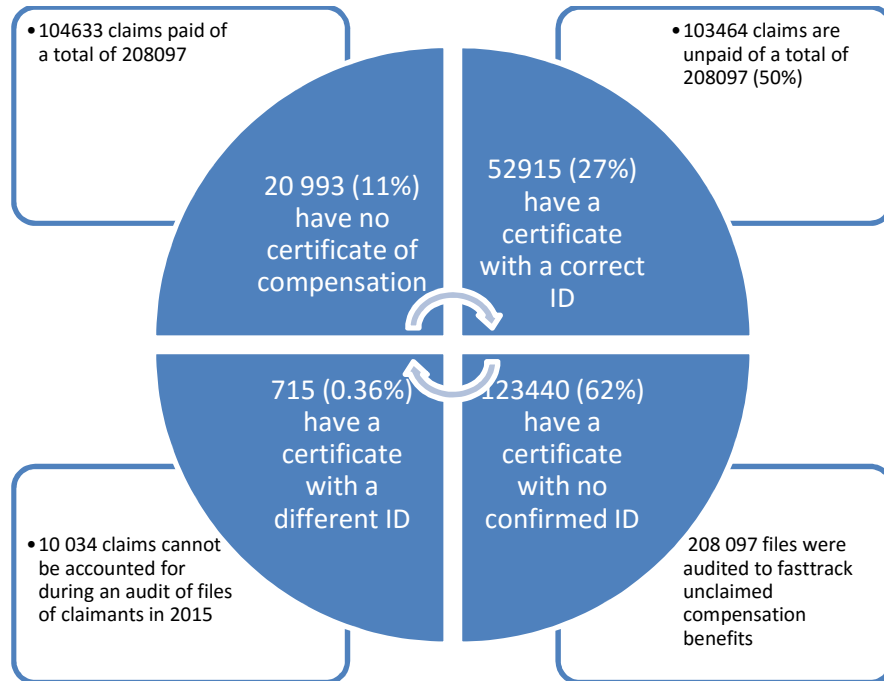 •104633 claims paid of
a total of 208097
•103464 claims are
unpaid of a total of
208097 (50%)
20 993 (11%)
have no
certificate of
compensation
52915 (27%)
have a
certificate
with a correct
ID
715 (0.36%)
have a
certificate
with a
different ID
123440 (62%)
have a
certificate
with no
confirmed ID
•10 034 claims cannot
be accounted for
during an audit of files
of claimants in 2015
208 097 files were
audited to fasttrack
unclaimed
compensation
benefits